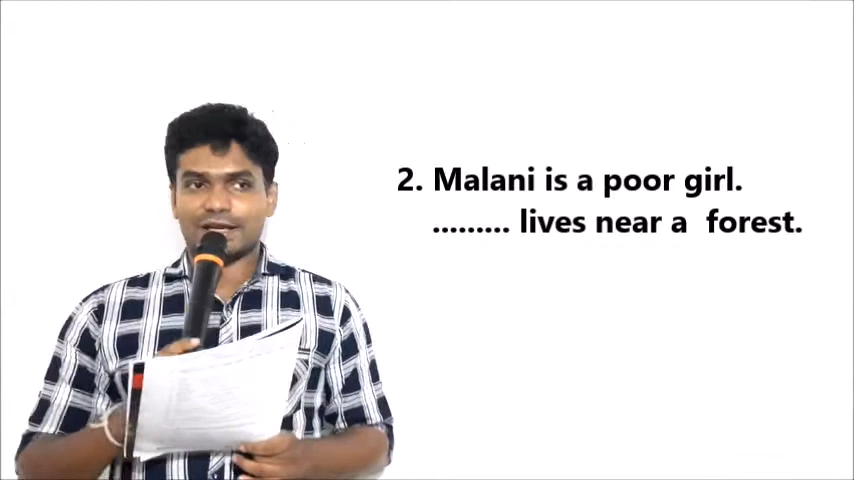 2. Malani is a poor girl.
......... lives near a forest.